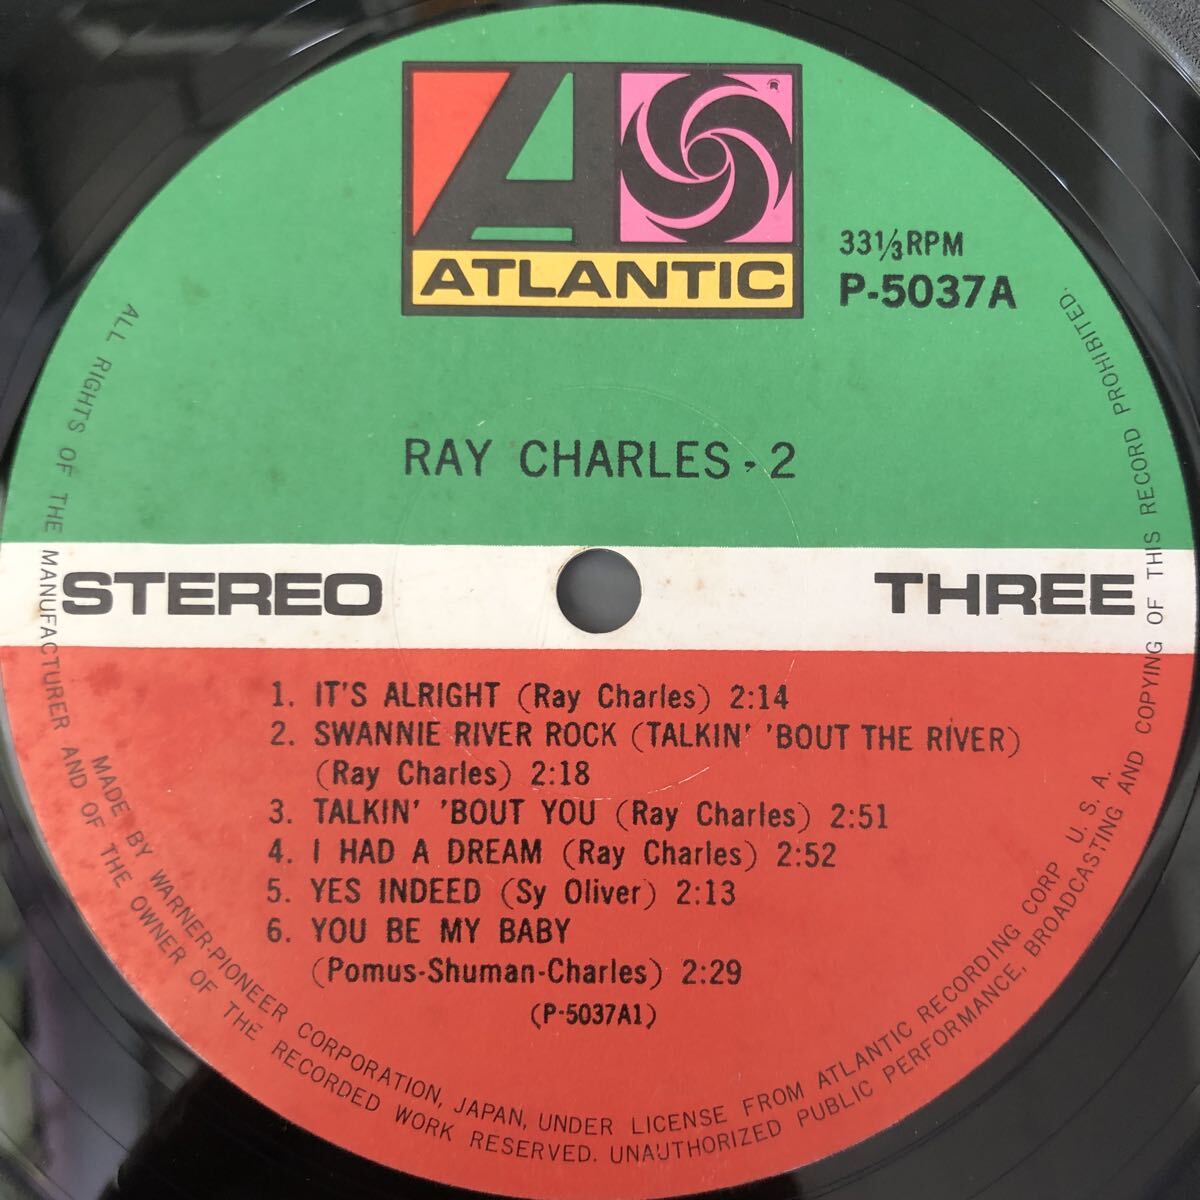 ATLANTIC
33⅓RPM
P-5037A
RAY CHARLES - 2
STEREO
THREE
1. IT'S ALRIGHT (Ray Charles) 2:14
2. SWANNIE RIVER ROCK (TALKIN' 'BOUT THE RIVER)
(Ray Charles) 2:18
3. TALKIN' 'BOUT YOU (Ray Charles) 2:51
4. I HAD A DREAM (Ray Charles) 2:52
5. YES INDEED (Sy Oliver) 2:13
6. YOU BE MY BABY
(Pomus-Shuman-Charles) 2:29
(P-5037A1)
MADE BY WARNER-PIONEER CORPORATION, JAPAN, UNDER LICENSE FROM ATLANTIC RECORDING CORP U. S. A.
ALL RIGHTS OF THE MANUFACTURER AND OF THE OWNER OF THE RECORDED WORK RESERVED. UNAUTHORIZED PUBLIC PERFORMANCE, BROADCASTING AND COPYING OF THIS RECORD PROHIBITED.